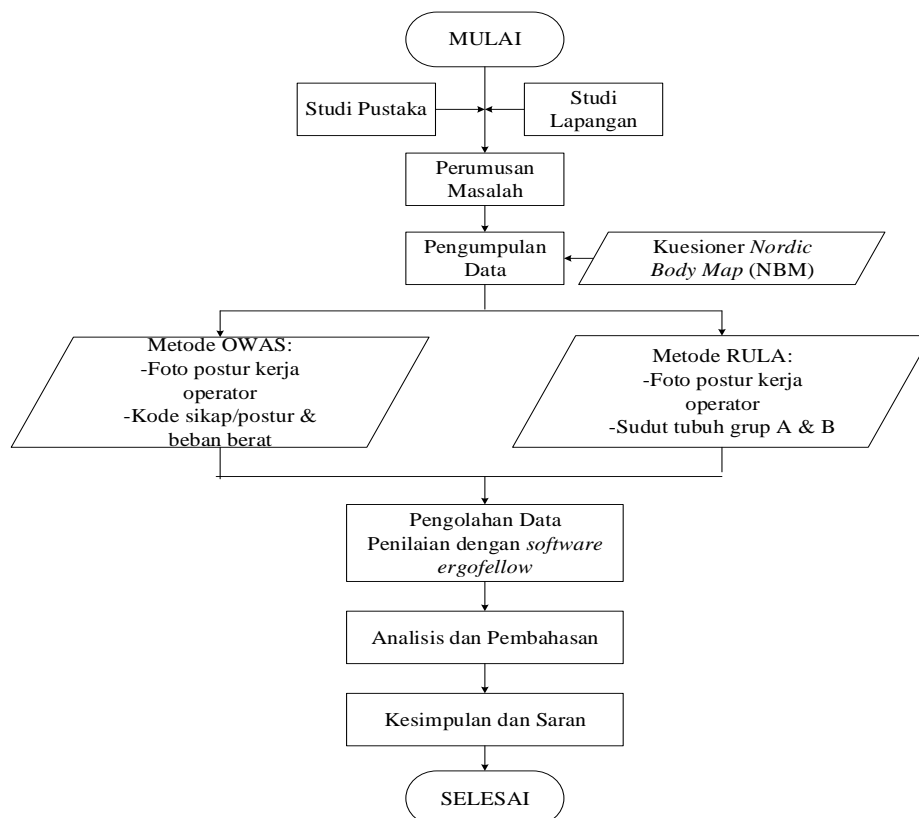 MULAI
Studi Pustaka
Studi
Lapangan
Perumusan
Masalah
Pengumpulan
Data
Kuesioner Nordic
Body Map (NBM)
Metode OWAS:
-Foto postur kerja
operator
-Kode sikap/postur &
beban berat
Metode RULA:
-Foto postur kerja
operator
-Sudut tubuh grup A & B
Pengolahan Data
Penilaian dengan software
ergofellow
Analisis dan Pembahasan
Kesimpulan dan Saran
SELESAI